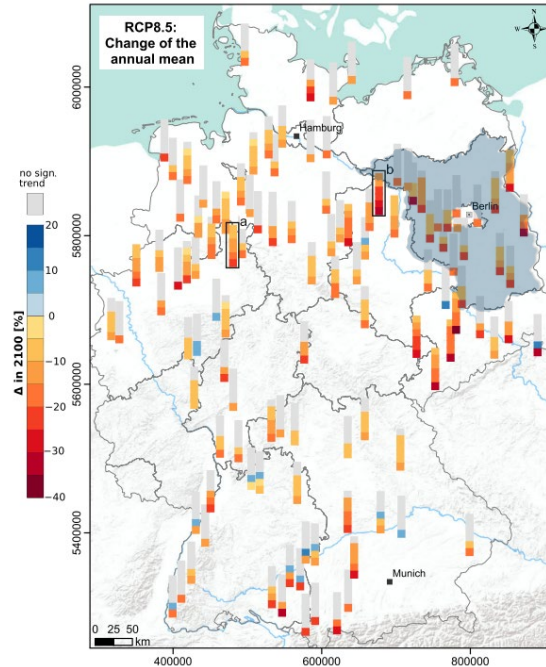 RCP8.5:
Change of the
annual mean
N
W E
S
6000000
5800000
5600000
5400000
Hamburg
b
Berlin
a
no sign.
trend
20
10
0
−10
−20
−30
−40
Δ in 2100 [%]
Munich
0 25 50
km
400000 600000 800000